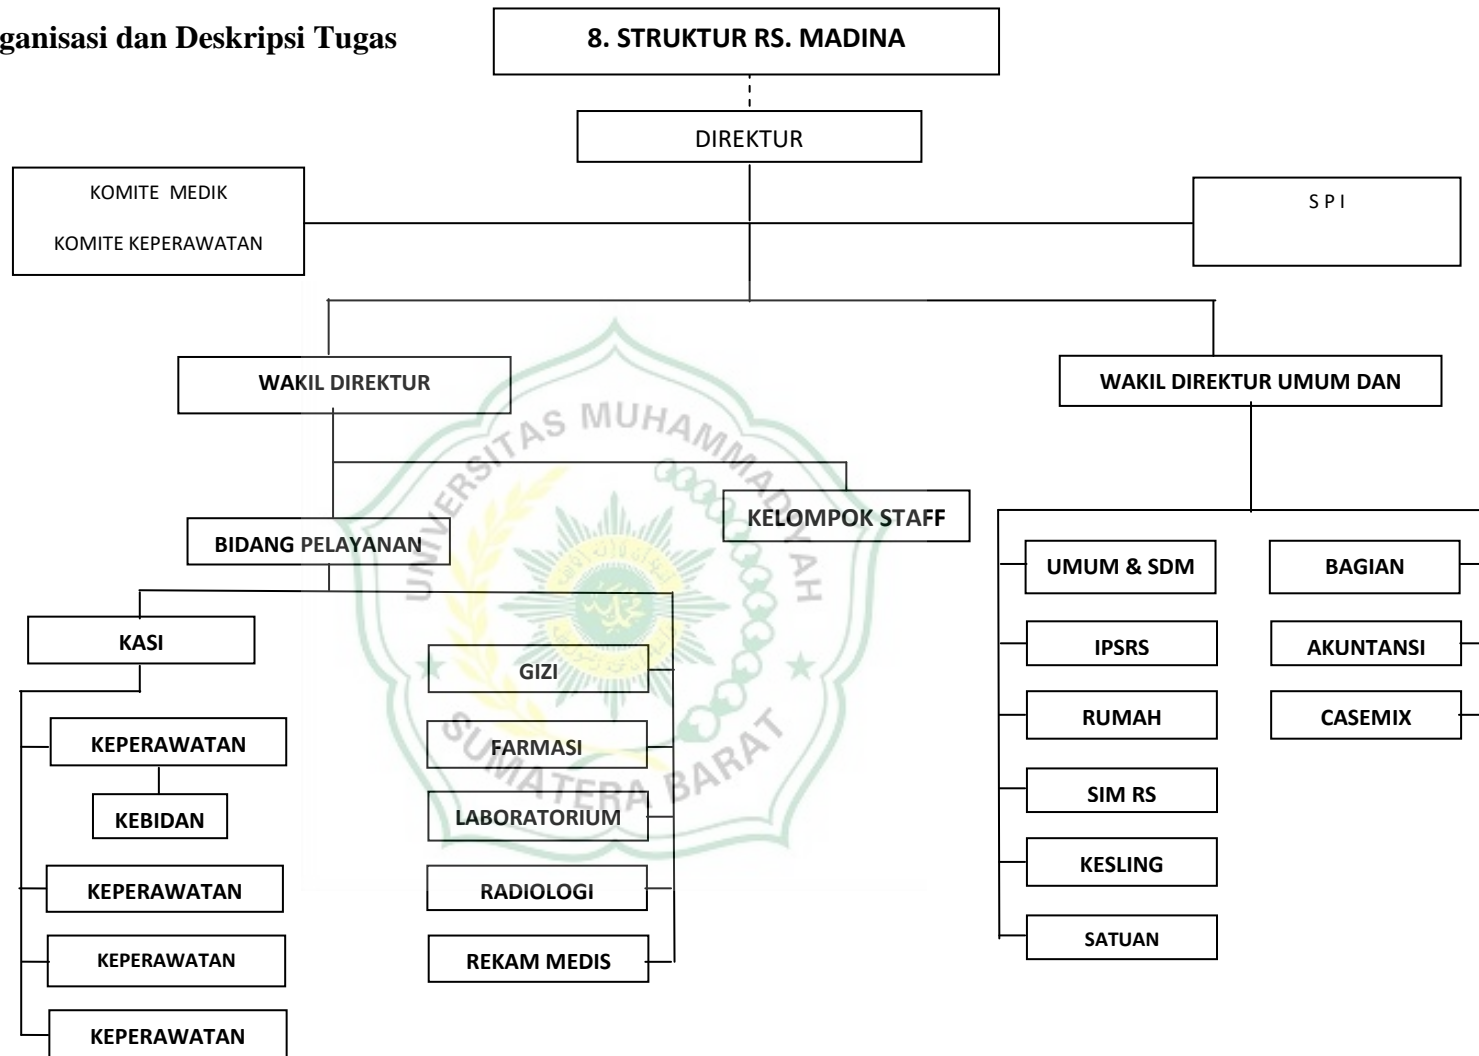 ganisasi dan Deskripsi Tugas
8. STRUKTUR RS. MADINA
DIREKTUR
KOMITE MEDIK
KOMITE KEPERAWATAN
S P I
WAKIL DIREKTUR
WAKIL DIREKTUR UMUM DAN
KELOMPOK STAFF
BIDANG PELAYANAN
KASI
KEPERAWATAN
KEBIDAN
KEPERAWATAN
KEPERAWATAN
KEPERAWATAN
GIZI
FARMASI
LABORATORIUM
RADIOLOGI
REKAM MEDIS
UMUM & SDM
IPSRS
RUMAH
SIM RS
KESLING
SATUAN
BAGIAN
AKUNTANSI
CASEMIX
UNIVERSITAS MUHAMMADIYAH
SUMATERA BARAT